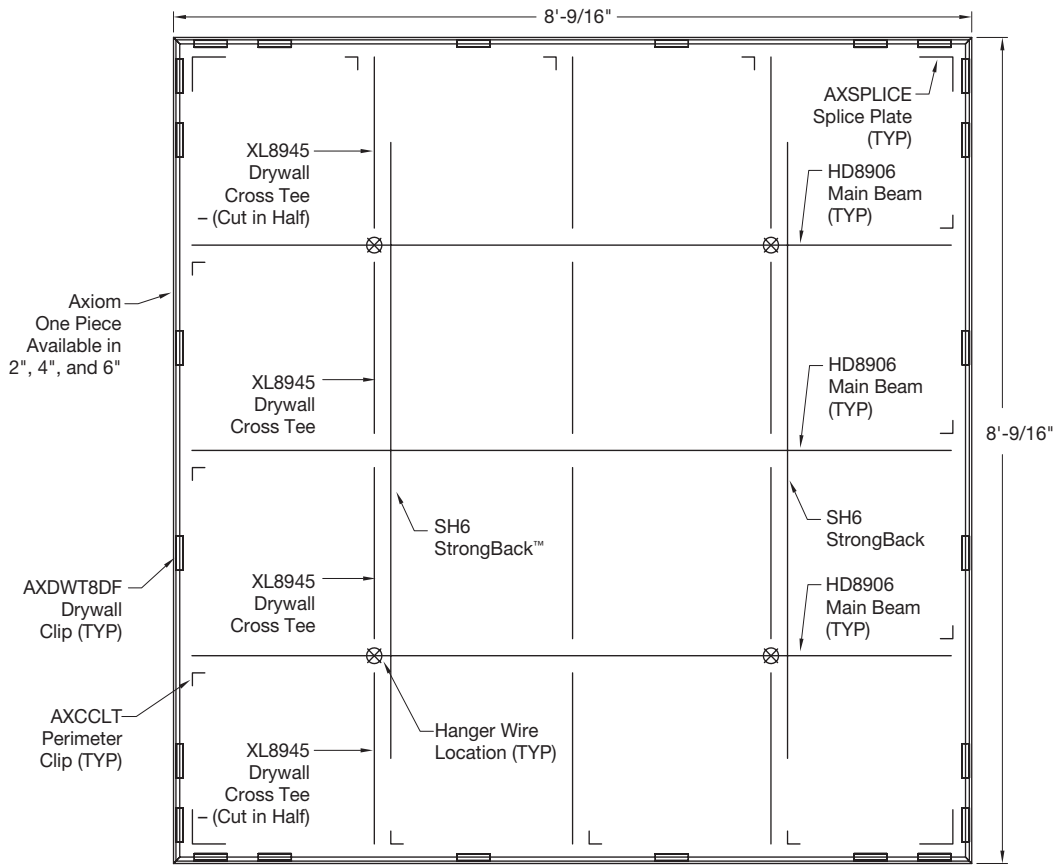 8'-9/16"
AXSPLICE
Splice Plate
(TYP)
XL8945
Drywall
Cross Tee
– (Cut in Half)
HD8906
Main Beam
(TYP)
Axiom
One Piece
Available in
2", 4", and 6"
XL8945
Drywall
Cross Tee
HD8906
Main Beam
(TYP)
8'-9/16"
SH6
StrongBack™
SH6
StrongBack
AXDWT8DF
Drywall
Clip (TYP)
XL8945
Drywall
Cross Tee
HD8906
Main Beam
(TYP)
AXCCLT
Perimeter
Clip (TYP)
XL8945
Drywall
Cross Tee
– (Cut in Half)
Hanger Wire
Location (TYP)